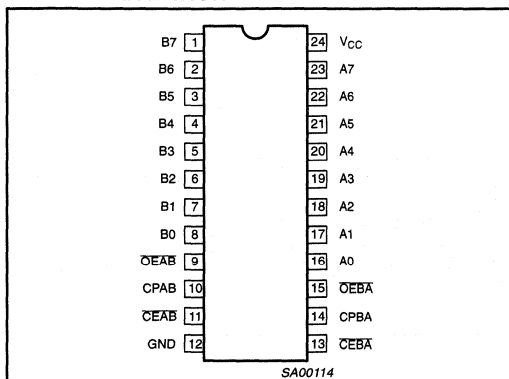 B7 1 24 VCC
B6 2 23 A7
B5 3 22 A6
B4 4 21 A5
B3 5 20 A4
B2 6 19 A3
B1 7 18 A2
B0 8 17 A1
OEAB 9 16 A0
CPAB 10 15 OEBA
CEAB 11 14 CPBA
GND 12 13 CEBA
SA00114